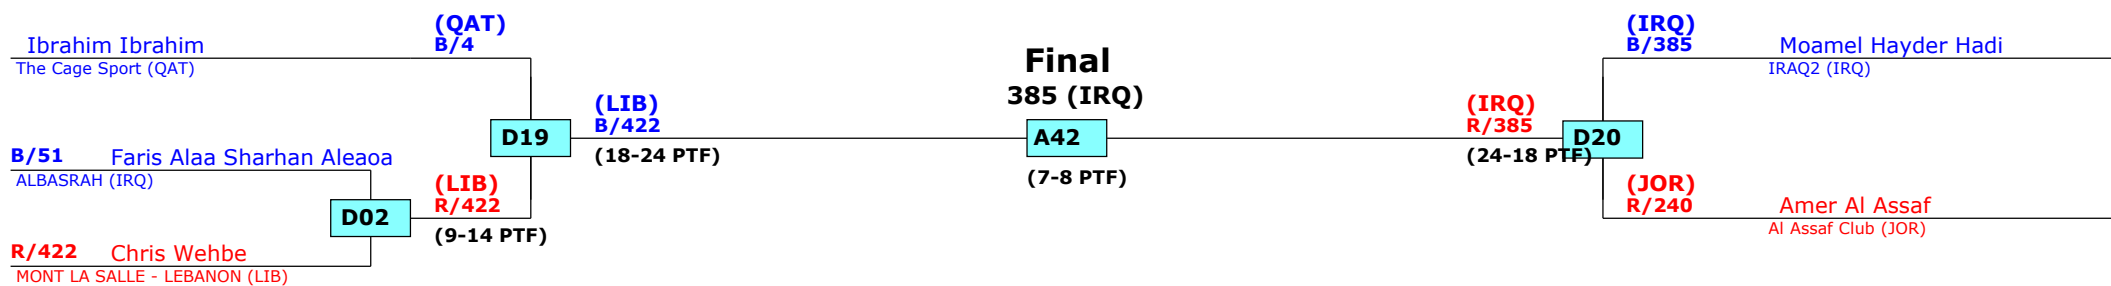 (QAT)
B/4
Ibrahim Ibrahim
The Cage Sport (QAT)
B/51 Faris Alaa Sharhan Aleaoa
ALBASRAH (IRQ)
R/422 Chris Wehbe
MONT LA SALLE - LEBANON (LIB)
D02
(LIB)
R/422
(9-14 PTF)
D19
(LIB)
B/422
(18-24 PTF)
Final
385 (IRQ)
A42
(7-8 PTF)
(IRQ)
R/385
(24-18 PTF)
D20
(IRQ)
B/385 Moamel Hayder Hadi
IRAQ2 (IRQ)
(JOR)
R/240 Amer Al Assaf
Al Assaf Club (JOR)